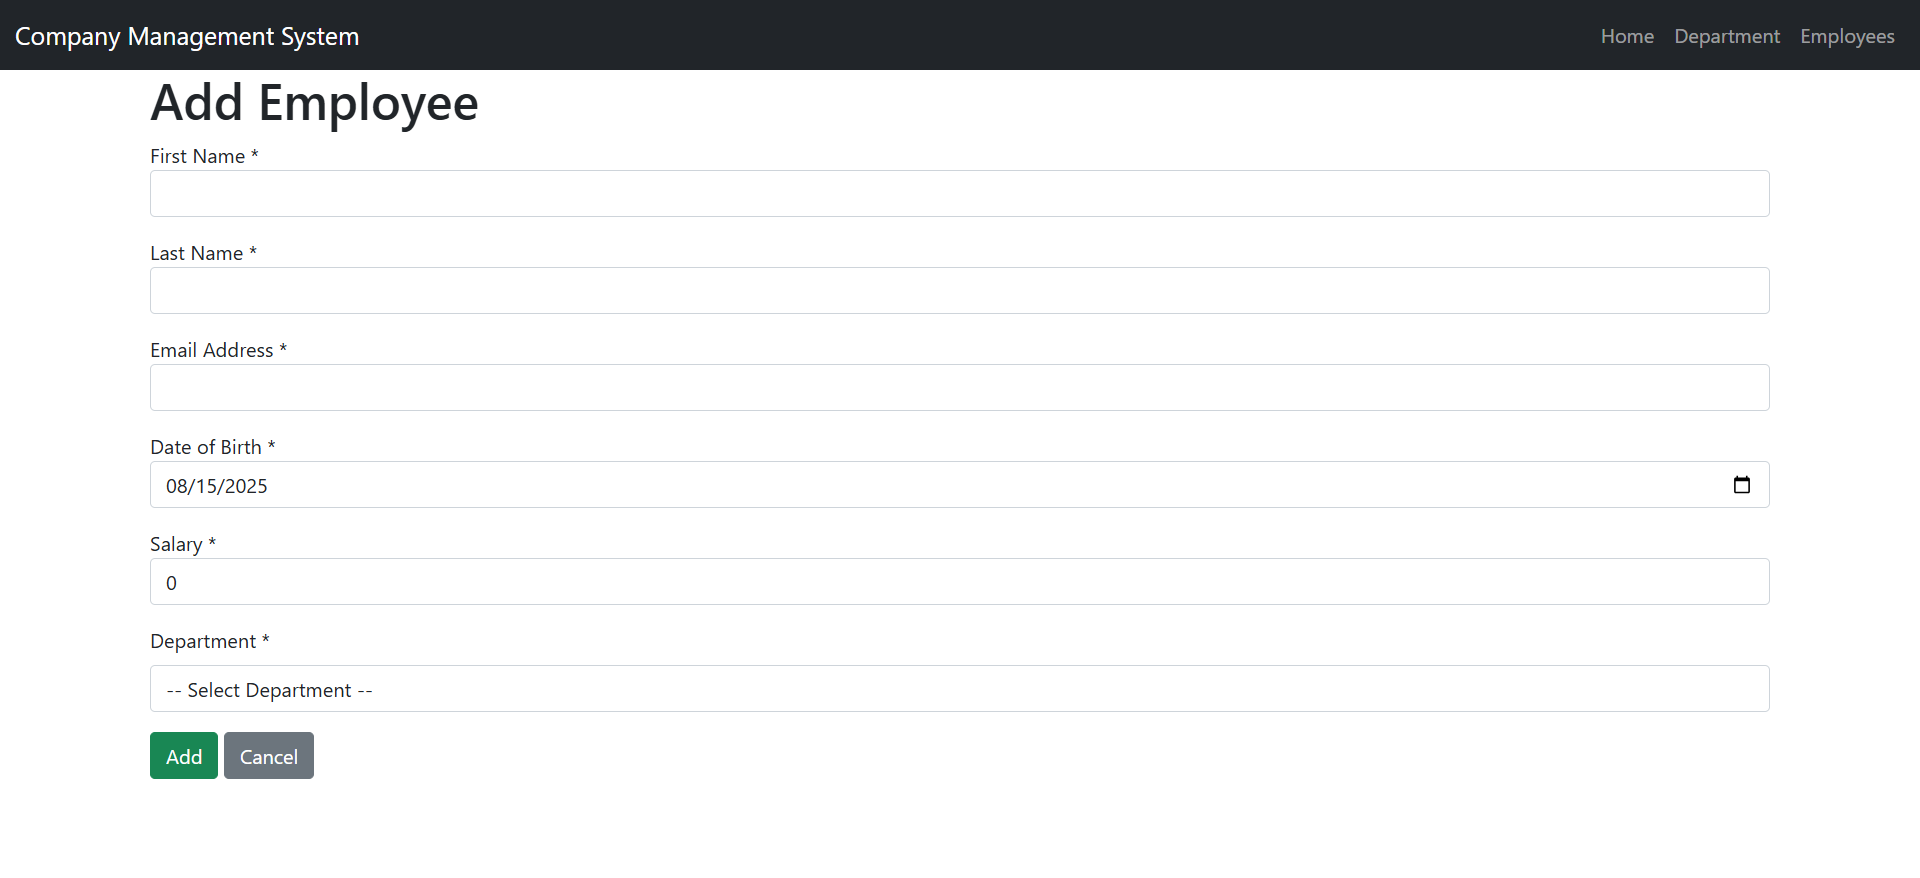 Company Management System
Home Department Employees
Add Employee
First Name *
Last Name *
Email Address *
Date of Birth *
08/15/2025
Salary *
0
Department *
-- Select Department --
Add Cancel